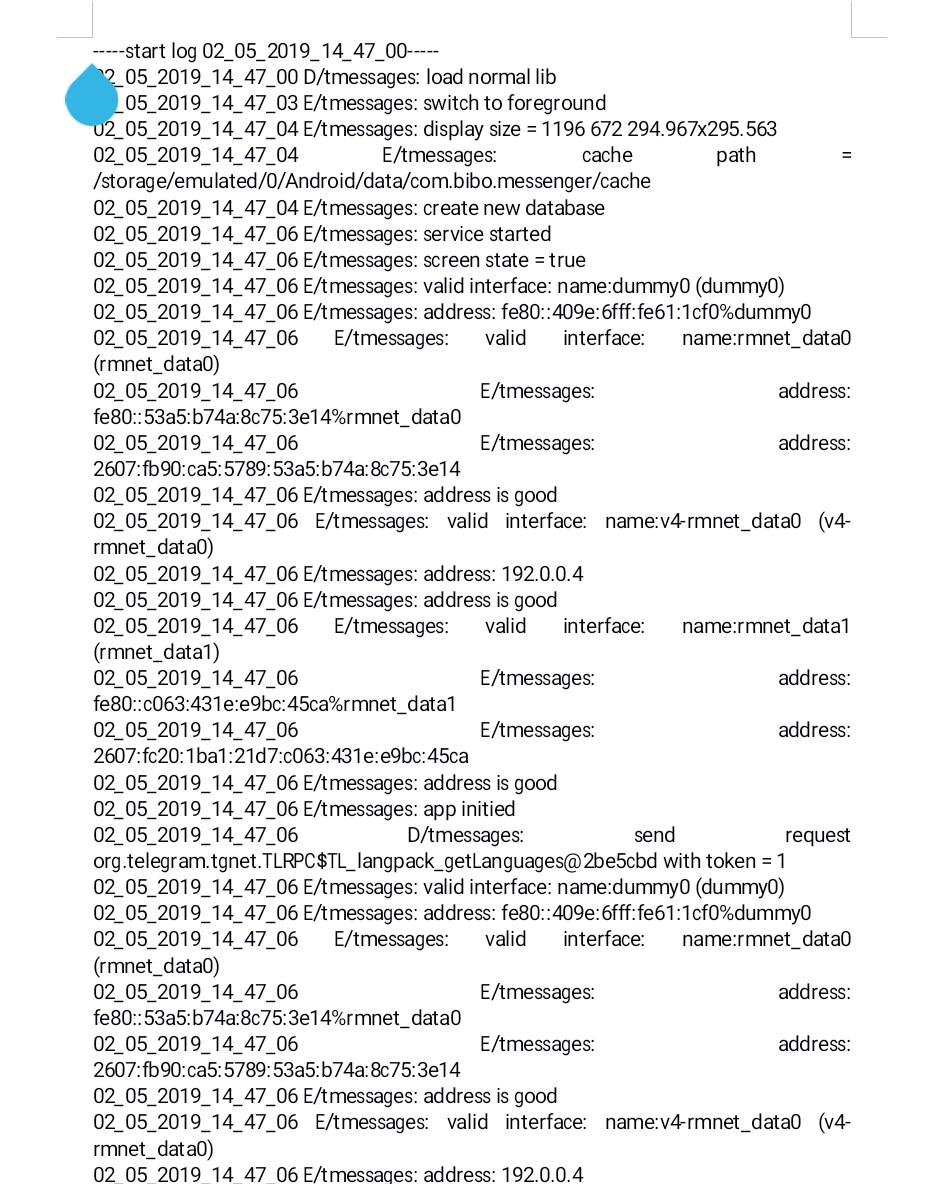 -----start log 02_05_2019_14_47_00-----
2_05_2019_14_47_00 D/tmessages: load normal lib
_05_2019_14_47_03 E/tmessages: switch to foreground
02_05_2019_14_47_04 E/tmessages: display size = 1196 672 294.967x295.563
02_05_2019_14_47_04 E/tmessages: cache path =
/storage/emulated/0/Android/data/com.bibo.messenger/cache
02_05_2019_14_47_04 E/tmessages: create new database
02_05_2019_14_47_06 E/tmessages: service started
02_05_2019_14_47_06 E/tmessages: screen state = true
02_05_2019_14_47_06 E/tmessages: valid interface: name:dummy0 (dummy0)
02_05_2019_14_47_06 E/tmessages: address: fe80::409e:6fff:fe61:1cf0%dummy0
02_05_2019_14_47_06 E/tmessages: valid interface: name:rmnet_data0
(rmnet_data0)
02_05_2019_14_47_06 E/tmessages: address:
fe80::53a5:b74a:8c75:3e14%rmnet_data0
02_05_2019_14_47_06 E/tmessages: address:
2607:fb90:ca5:5789:53a5:b74a:8c75:3e14
02_05_2019_14_47_06 E/tmessages: address is good
02_05_2019_14_47_06 E/tmessages: valid interface: name:v4-rmnet_data0 (v4-
rmnet_data0)
02_05_2019_14_47_06 E/tmessages: address: 192.0.0.4
02_05_2019_14_47_06 E/tmessages: address is good
02_05_2019_14_47_06 E/tmessages: valid interface: name:rmnet_data1
(rmnet_data1)
02_05_2019_14_47_06 E/tmessages: address:
fe80::c063:431e:e9bc:45ca%rmnet_data1
02_05_2019_14_47_06 E/tmessages: address:
2607:fc20:1ba1:21d7:c063:431e:e9bc:45ca
02_05_2019_14_47_06 E/tmessages: address is good
02_05_2019_14_47_06 E/tmessages: app initied
02_05_2019_14_47_06 D/tmessages: send request
org.telegram.tgnet.TLRPC$TL_langpack_getLanguages@2be5cbd with token = 1
02_05_2019_14_47_06 E/tmessages: valid interface: name:dummy0 (dummy0)
02_05_2019_14_47_06 E/tmessages: address: fe80::409e:6fff:fe61:1cf0%dummy0
02_05_2019_14_47_06 E/tmessages: valid interface: name:rmnet_data0
(rmnet_data0)
02_05_2019_14_47_06 E/tmessages: address:
fe80::53a5:b74a:8c75:3e14%rmnet_data0
02_05_2019_14_47_06 E/tmessages: address:
2607:fb90:ca5:5789:53a5:b74a:8c75:3e14
02_05_2019_14_47_06 E/tmessages: address is good
02_05_2019_14_47_06 E/tmessages: valid interface: name:v4-rmnet_data0 (v4-
rmnet_data0)
02_05_2019_14_47_06 E/tmessages: address: 192.0.0.4